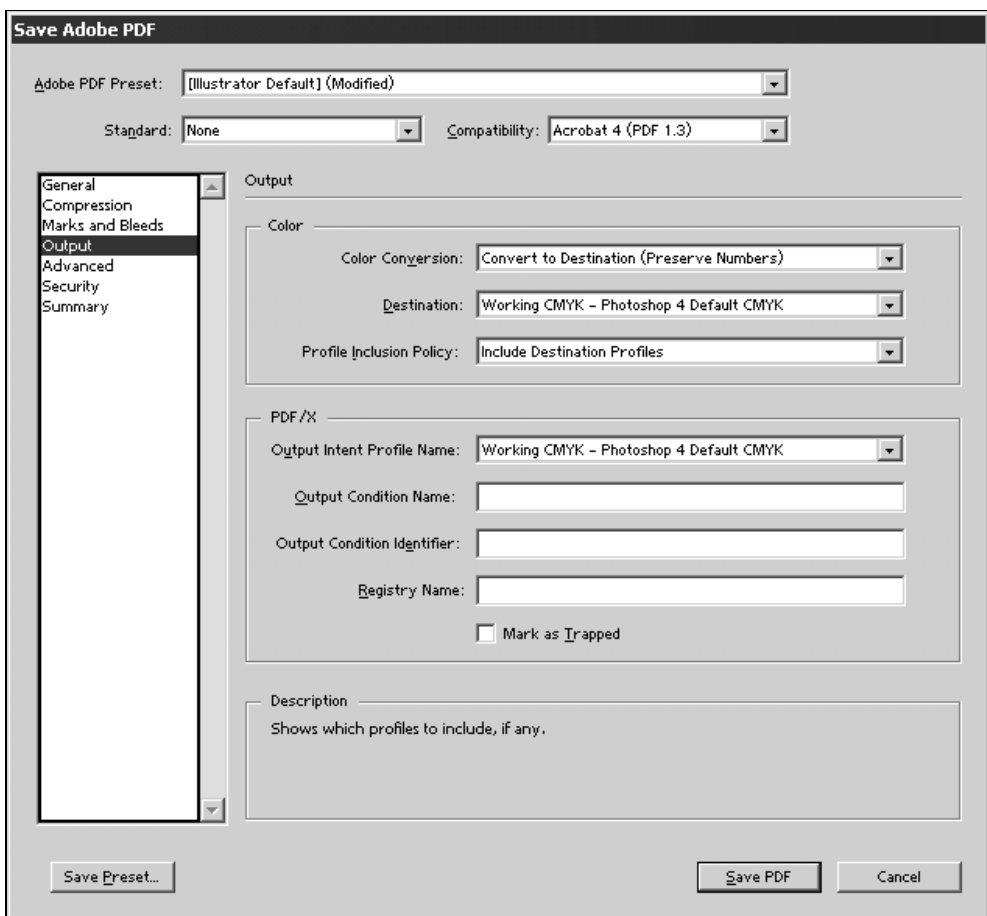 Save Adobe PDF
Adobe PDF Preset: [Illustrator Default] (Modified)
Standard: None Compatibility: Acrobat 4 (PDF 1.3)
General
Compression
Marks and Bleeds
Output
Advanced
Security
Summary
Output
Color
Color Conversion: Convert to Destination (Preserve Numbers)
Destination: Working CMYK – Photoshop 4 Default CMYK
Profile Inclusion Policy: Include Destination Profiles
PDF/X
Output Intent Profile Name: Working CMYK – Photoshop 4 Default CMYK
Output Condition Name:
Output Condition Identifier:
Registry Name:
Mark as Trapped
Description
Shows which profiles to include, if any.
Save Preset... Save PDF Cancel